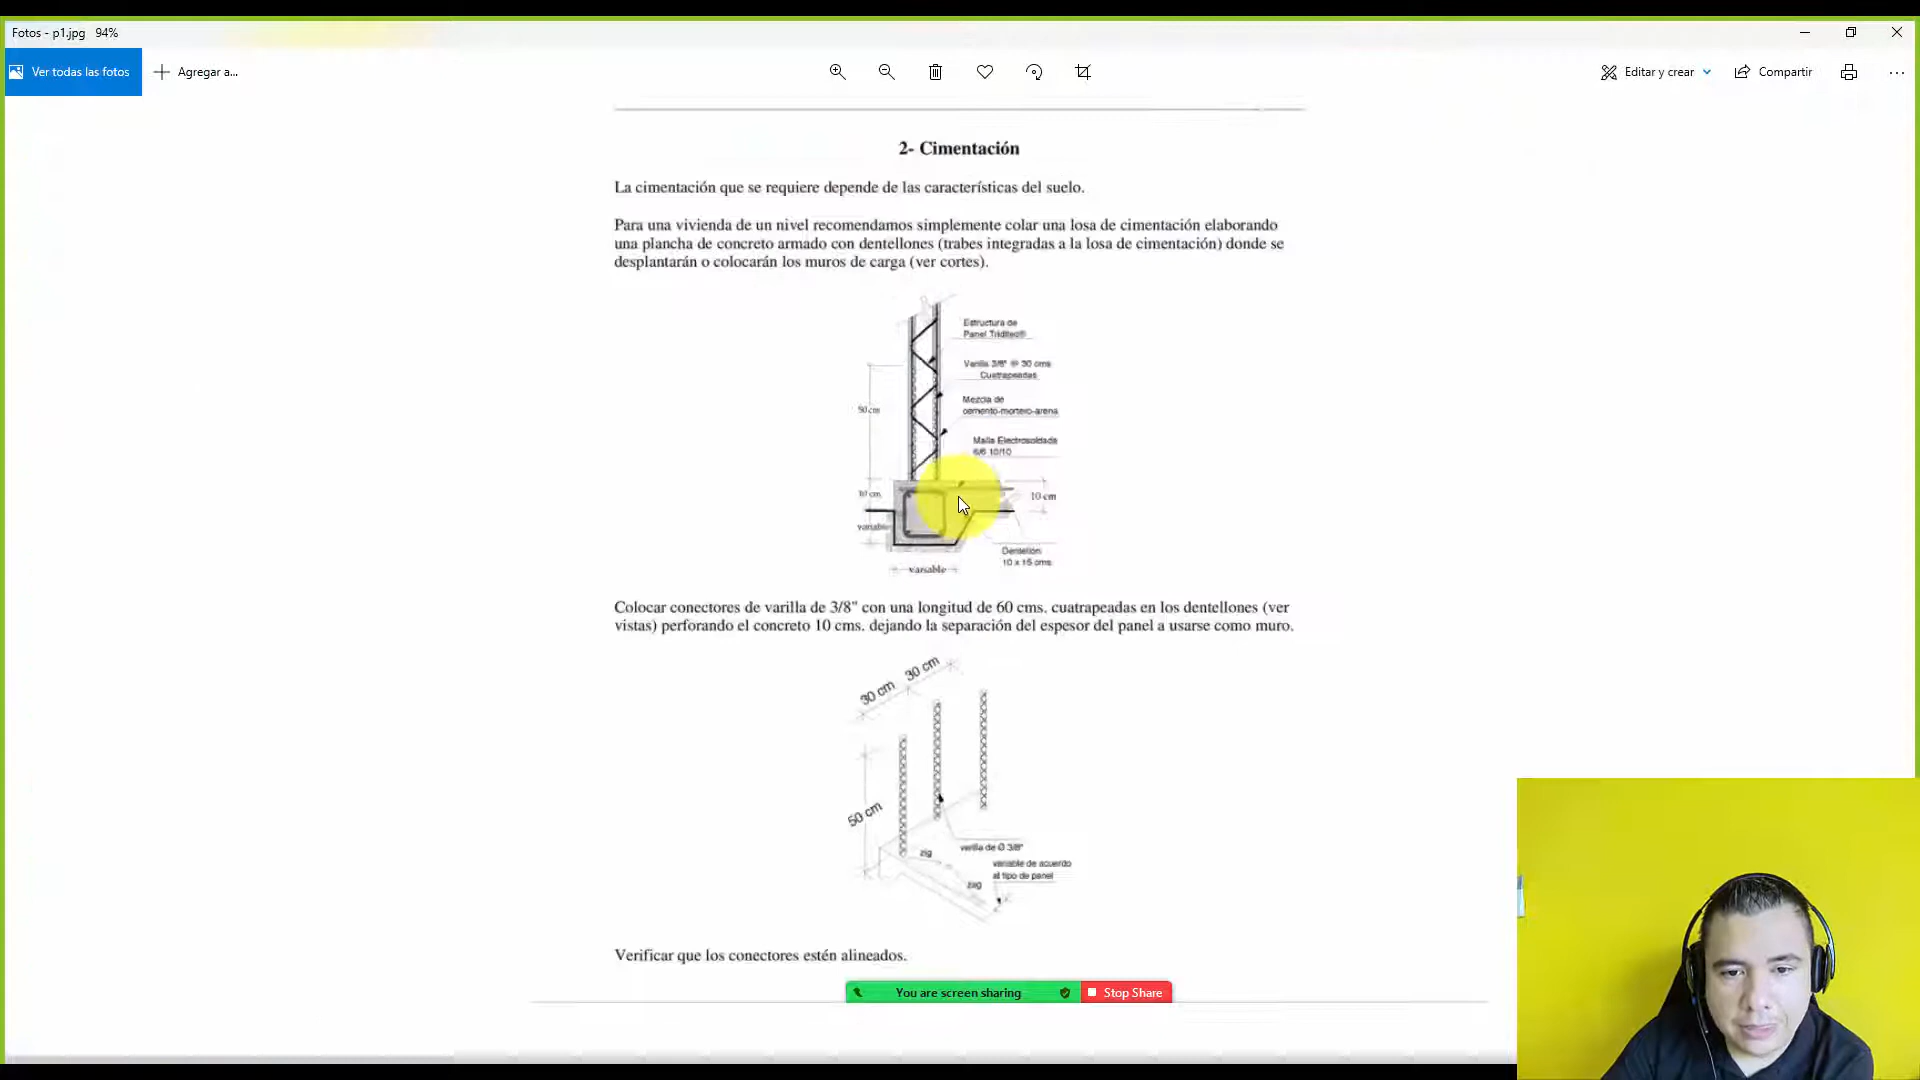 Fotos - p1.jpg 94%
Ver todas las fotos
Agregar a...
Editar y crear
Compartir
2- Cimentación
La cimentación que se requiere depende de las características del suelo.
Para una vivienda de un nivel recomendamos simplemente colar una losa de cimentación elaborando
una plancha de concreto armado con dentellones (trabes integradas a la losa de cimentación) donde se
desplantarán o colocarán los muros de carga (ver cortes).
Estructura de
Panel
Varilla 3/8" @ 30 cms
Cuatrapeadas
50 cm
Mezcla de
cemento-mortero-arena
Malla Electrosoldada
6/6 10/10
10 cm
10 cm
variable
Dentellón
10 x 15 cms
variable
Colocar conectores de varilla de 3/8" con una longitud de 60 cms. cuatrapeadas en los dentellones (ver
vistas) perforando el concreto 10 cms. dejando la separación del espesor del panel a usarse como muro.
30 cm
30 cm
50 cm
zig
varilla de Ø 3/8"
variable de acuerdo
al tipo de panel
zag
Verificar que los conectores estén alineados.
You are screen sharing
Stop Share